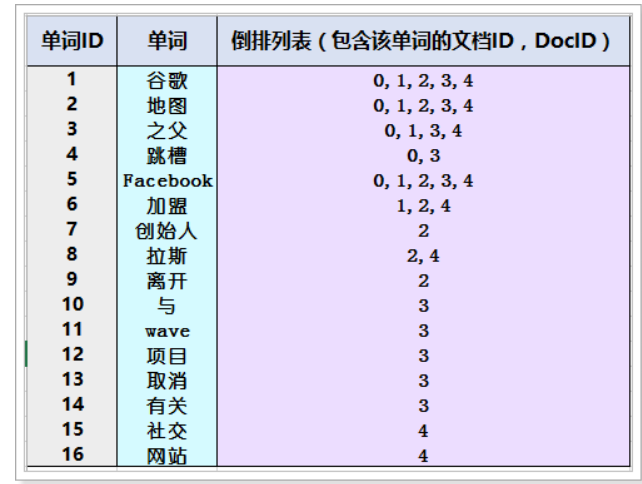 单词ID 单词 倒排列表（包含该单词的文档ID，DocID）
1 谷歌 0, 1, 2, 3, 4
2 地图 0, 1, 2, 3, 4
3 之父 0, 1, 3, 4
4 跳槽 0, 3
5 Facebook 0, 1, 2, 3, 4
6 加盟 1, 2, 4
7 创始人 2
8 拉斯 2, 4
9 离开 2
10 与 3
11 wave 3
12 项目 3
13 取消 3
14 有关 3
15 社交 4
16 网站 4